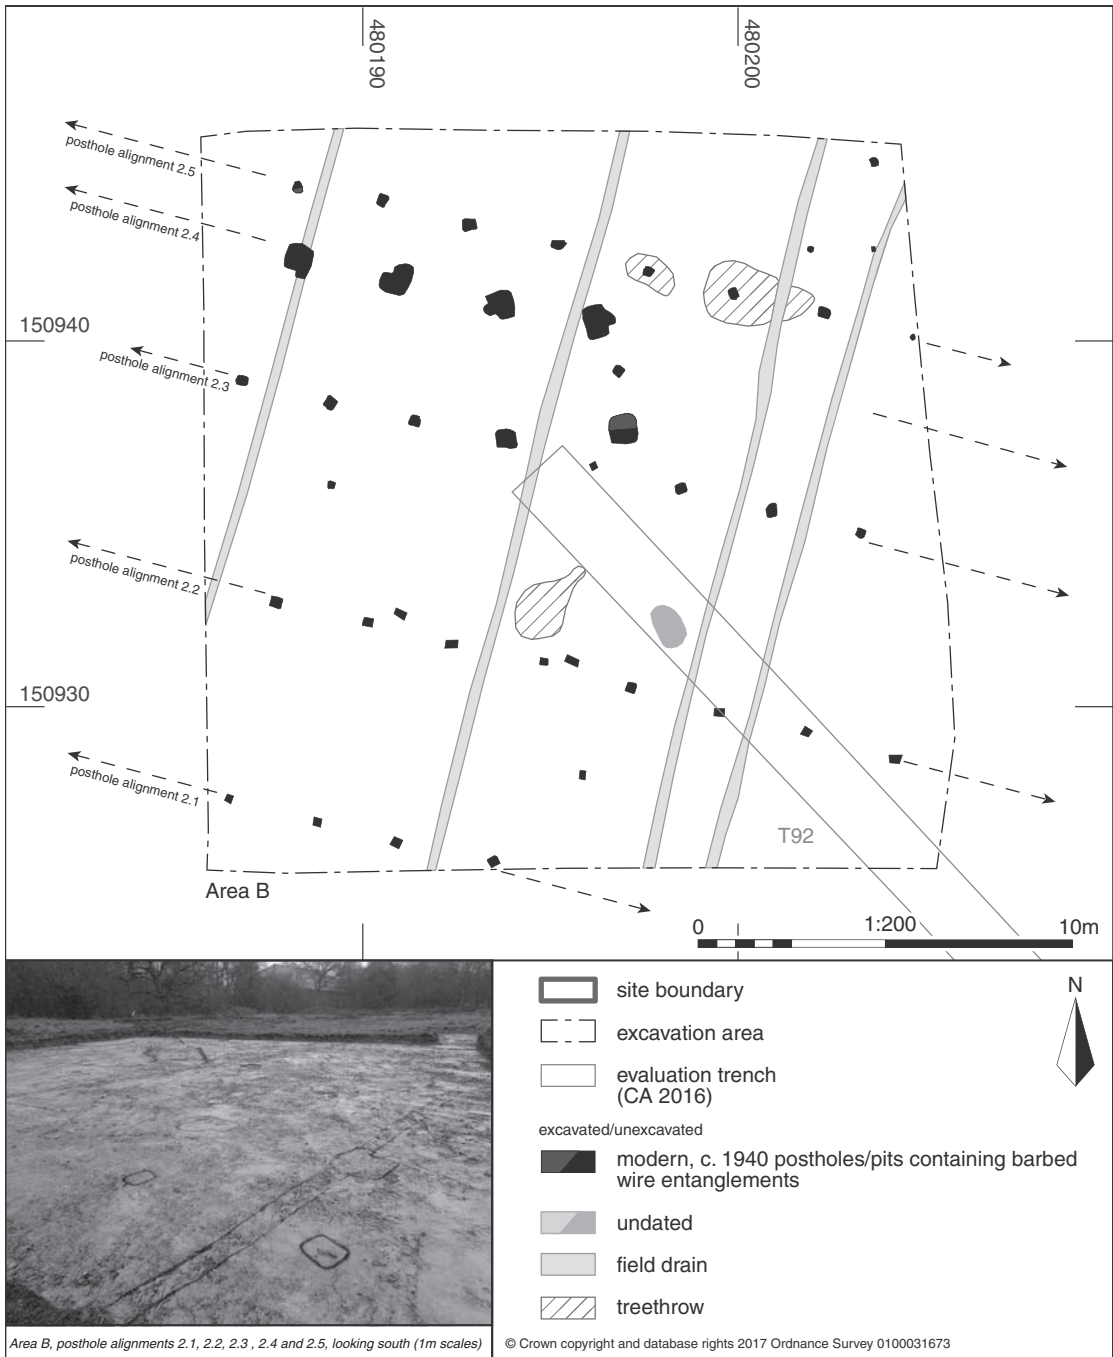 480190
480200
posthole alignment 2.5
posthole alignment 2.4
150940
posthole alignment 2.3
posthole alignment 2.2
150930
posthole alignment 2.1
T92
Area B
0 1:200 10m
site boundary
N
excavation area
evaluation trench
(CA 2016)
excavated/unexcavated
modern, c. 1940 postholes/pits containing barbed
wire entanglements
undated
field drain
treethrow
Area B, posthole alignments 2.1, 2.2, 2.3 , 2.4 and 2.5, looking south (1m scales)
© Crown copyright and database rights 2017 Ordnance Survey 0100031673